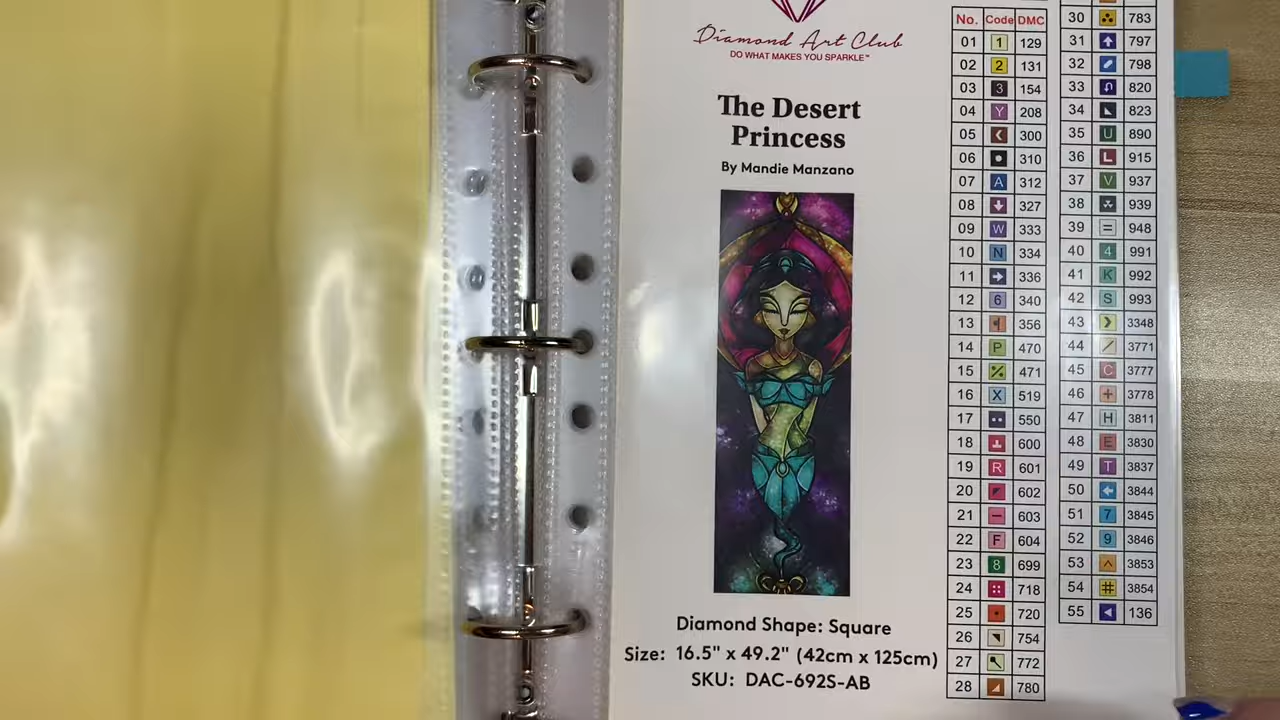 Diamond Art Club
DO WHAT MAKES YOU SPARKLE™
The Desert
Princess
By Mandie Manzano
Diamond Shape: Square
Size: 16.5" x 49.2" (42cm x 125cm)
SKU: DAC-692S-AB
No. Code DMC
01 1 129
02 2 131
03 3 154
04 Y 208
05 300
06 310
07 A 312
08 327
09 W 333
10 N 334
11 336
12 6 340
13 356
14 P 470
15 471
16 X 519
17 550
18 600
19 R 601
20 602
21 603
22 F 604
23 8 699
24 718
25 720
26 754
27 772
28 780
30 783
31 797
32 798
33 820
34 823
35 U 890
36 L 915
37 V 937
38 939
39 = 948
40 4 991
41 K 992
42 S 993
43 3348
44 / 3771
45 C 3777
46 + 3778
47 H 3811
48 E 3830
49 T 3837
50 3844
51 7 3845
52 9 3846
53 ^ 3853
54 # 3854
55 136